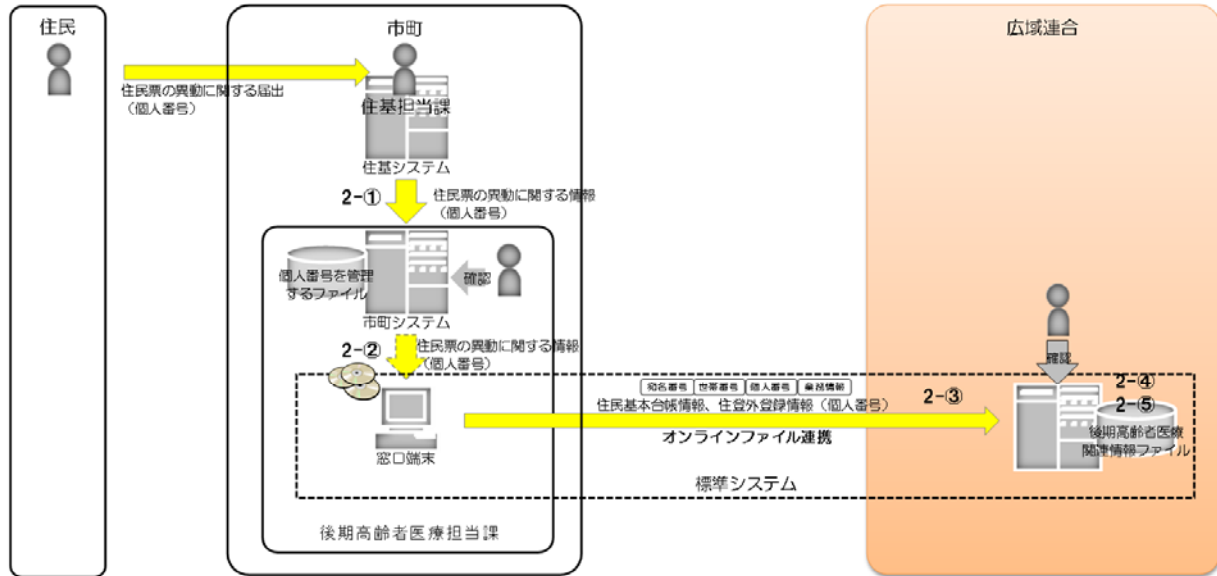 住民
市町
広域連合
住民票の異動に関する届出
（個人番号）
住基担当課
住基システム
2-①
住民票の異動に関する情報
（個人番号）
個人番号を管理
するファイル
確認
市町システム
2-②
住民票の異動に関する情報
（個人番号）
窓口端末
宛名番号 世帯番号 個人番号 業務情報
住民基本台帳情報、住登外登録情報（個人番号）
2-③
オンラインファイル連携
確認
2-④
2-⑤
後期高齢者医療
関連情報ファイル
標準システム
後期高齢者医療担当課